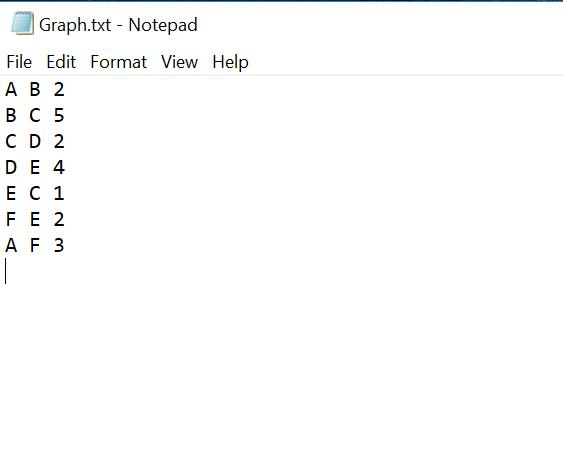 Graph.txt - Notepad
File Edit Format View Help
A B 2
B C 5
C D 2
D E 4
E C 1
F E 2
A F 3